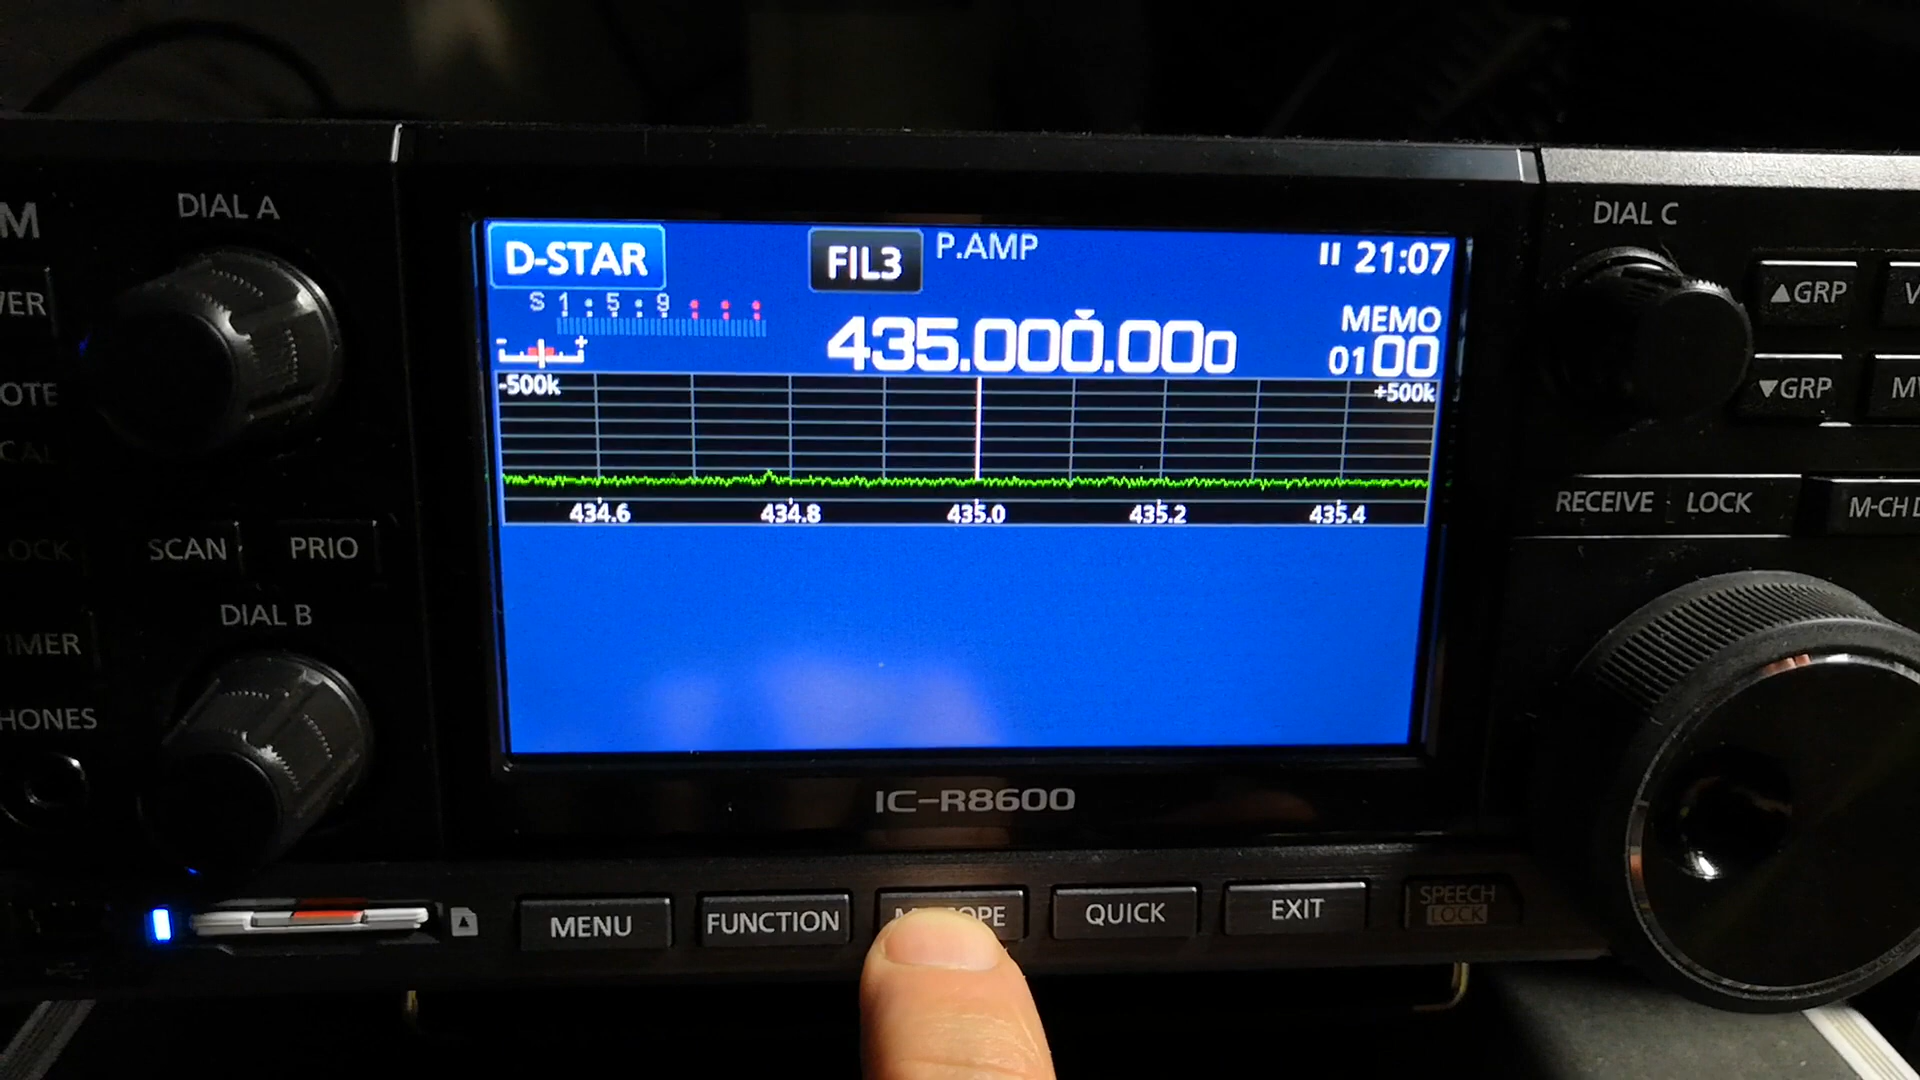 DIAL A
SCAN
PRIO
DIAL B
D-STAR
FIL3
P.AMP
21:07
S 1 : 5 : 9 : : :
- +
435.000.000
MEMO
0100
-500k
+500k
434.6 434.8 435.0 435.2 435.4
IC-R8600
MENU
FUNCTION
QUICK
EXIT
SPEECH
LOCK
DIAL C
▲GRP
▼GRP
RECEIVE LOCK
M-CH